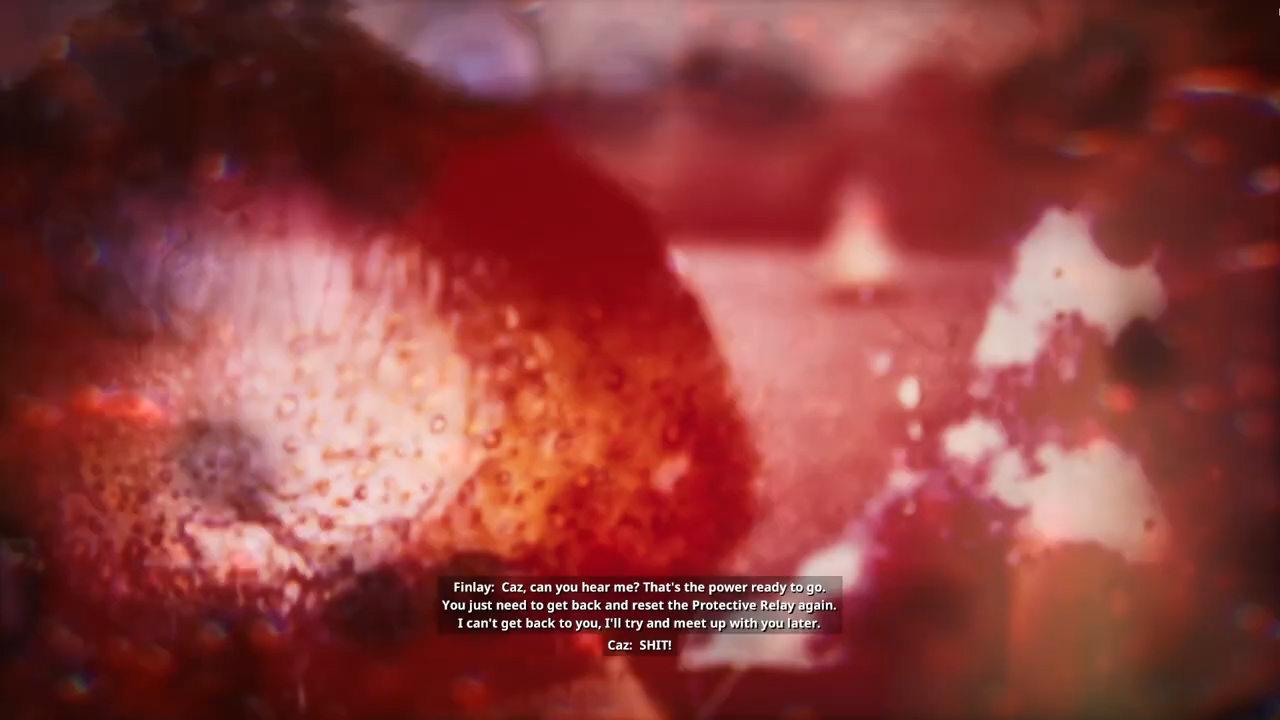 Finlay:  Caz, can you hear me? That's the power ready to go.
You just need to get back and reset the Protective Relay again.
I can't get back to you, I'll try and meet up with you later.
Caz:  SHIT!